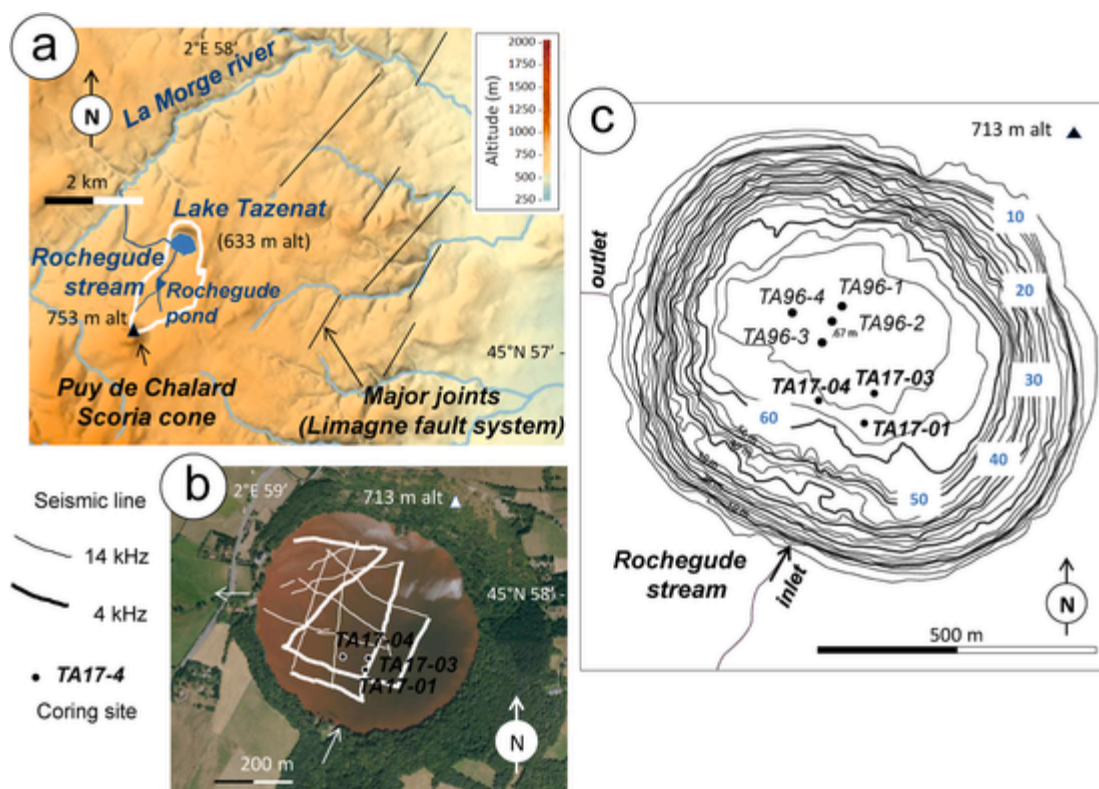 a
2°E 58'
La Morge river
N
2 km
Altitude (m)
2000
1750
1500
1250
1000
750
500
250
Lake Tazenat
(633 m alt)
Rochegude
stream
Rochegude
pond
753 m alt
45°N 57'
Puy de Chalard
Scoria cone
Major joints
(Limagne fault system)
Seismic line
14 kHz
4 kHz
TA17-4
Coring site
b
2°E 59'
713 m alt
45°N 58'
TA17-04
TA17-03
TA17-01
N
200 m
c
713 m alt
10
20
30
40
50
60
outlet
TA96-4
TA96-1
TA96-2
TA96-3
67 m
TA17-04
TA17-03
TA17-01
Rochegude
stream
inlet
N
500 m